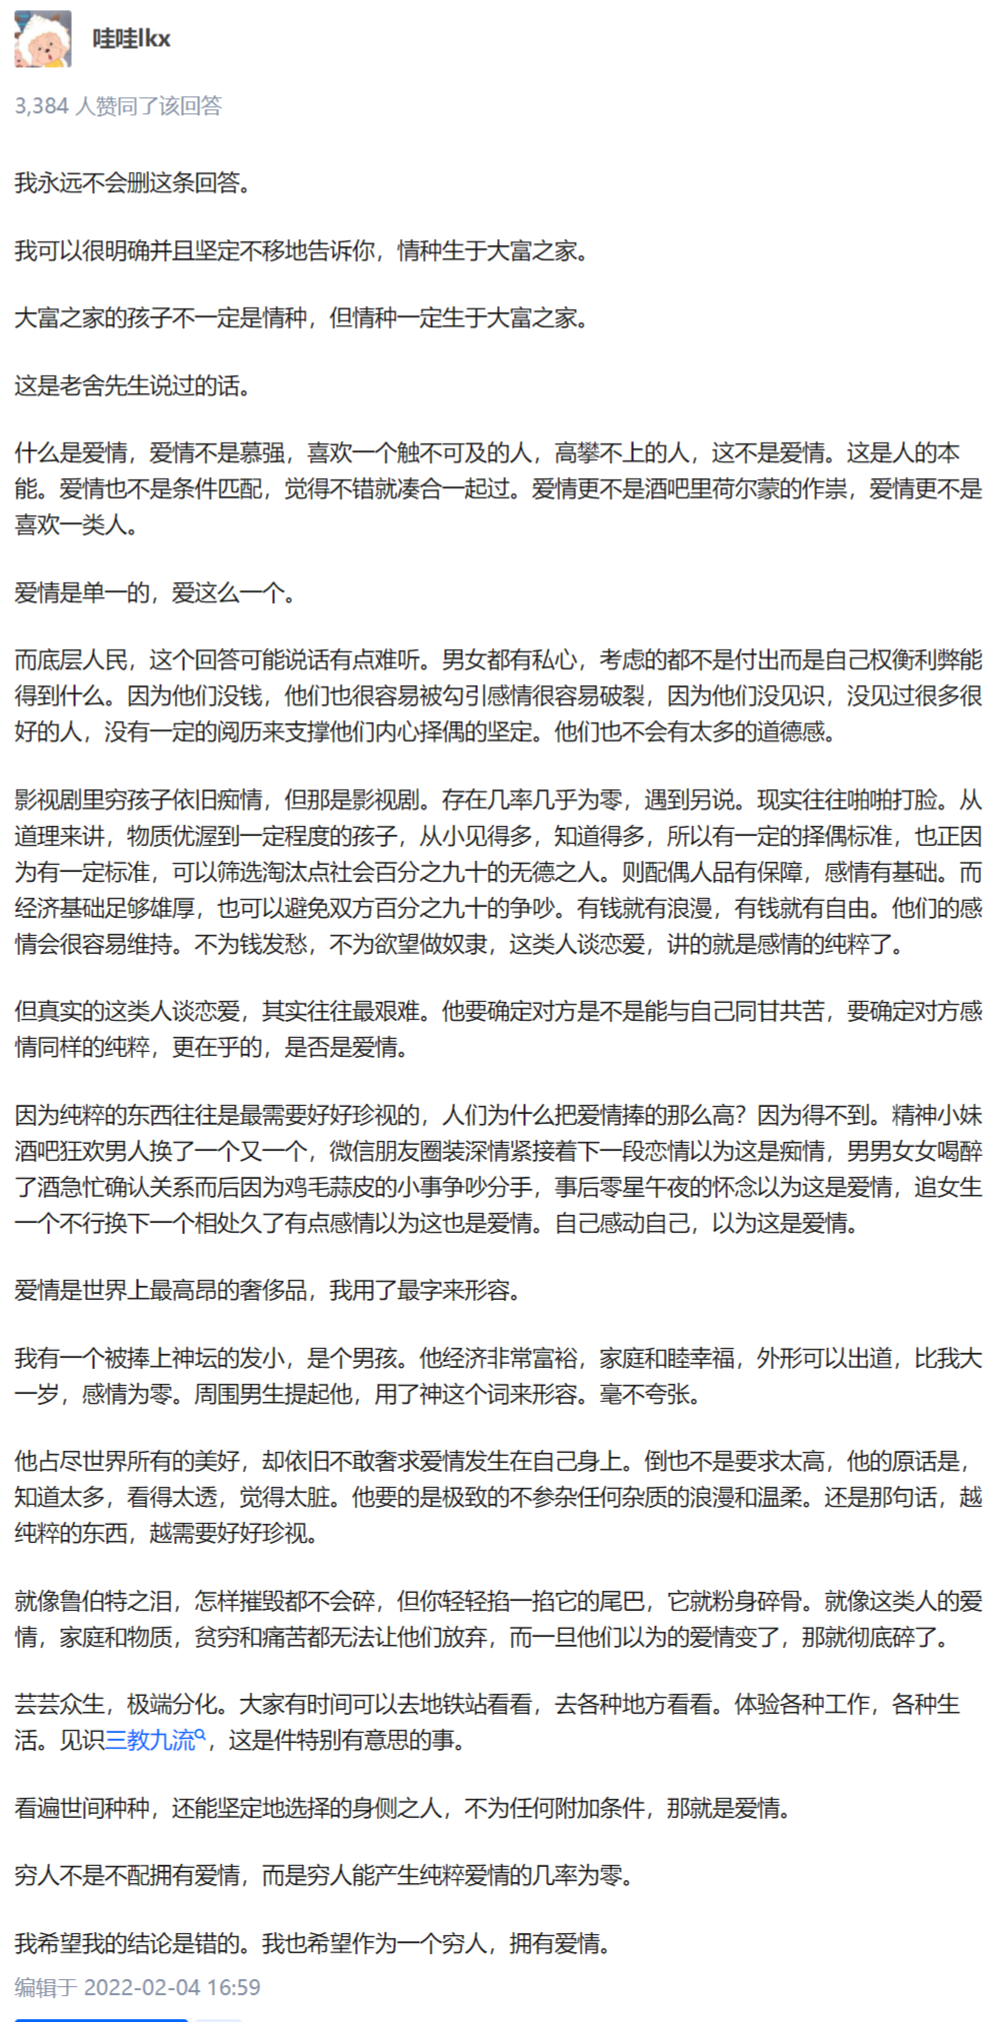 哇哇lkx
3,384 人赞同了该回答
我永远不会删这条回答。
我可以很明确并且坚定不移地告诉你，情种生于大富之家。
大富之家的孩子不一定是情种，但情种一定生于大富之家。
这是老舍先生说过的话。
什么是爱情，爱情不是慕强，喜欢一个触不可及的人，高攀不上的人，这不是爱情。这是人的本
能。爱情也不是条件匹配，觉得不错就凑合一起过。爱情更不是酒吧里荷尔蒙的作祟，爱情更不是
喜欢一类人。
爱情是单一的，爱这么一个。
而底层人民，这个回答可能说话有点难听。男女都有私心，考虑的都不是付出而是自己权衡利弊能
得到什么。因为他们没钱，他们也很容易被勾引感情很容易破裂，因为他们没见识，没见过很多很
好的人，没有一定的阅历来支撑他们内心择偶的坚定。他们也不会有太多的道德感。
影视剧里穷孩子依旧痴情，但那是影视剧。存在几率几乎为零，遇到另说。现实往往啪啪打脸。从
道理来讲，物质优渥到一定程度的孩子，从小见得多，知道得多，所以有一定的择偶标准，也正因
为有一定标准，可以筛选淘汰点社会百分之九十的无德之人。则配偶人品有保障，感情有基础。而
经济基础足够雄厚，也可以避免双方百分之九十的争吵。有钱就有浪漫，有钱就有自由。他们的感
情会很容易维持。不为钱发愁，不为欲望做奴隶，这类人谈恋爱，讲的就是感情的纯粹了。
但真实的这类人谈恋爱，其实往往最艰难。他要确定对方是不是能与自己同甘共苦，要确定对方感
情同样的纯粹，更在乎的，是否是爱情。
因为纯粹的东西往往是最需要好好珍视的，人们为什么把爱情捧的那么高？因为得不到。精神小妹
酒吧狂欢男人换了一个又一个，微信朋友圈装深情紧接着下一段恋情以为这是痴情，男男女女喝醉
了酒急忙确认关系而后因为鸡毛蒜皮的小事争吵分手，事后零星午夜的怀念以为这是爱情，追女生
一个不行换下一个相处久了有点感情以为这也是爱情。自己感动自己，以为这是爱情。
爱情是世界上最高昂的奢侈品，我用了最字来形容。
我有一个被捧上神坛的发小，是个男孩。他经济非常富裕，家庭和睦幸福，外形可以出道，比我大
一岁，感情为零。周围男生提起他，用了神这个词来形容。毫不夸张。
他占尽世界所有的美好，却依旧不敢奢求爱情发生在自己身上。倒也不是要求太高，他的原话是，
知道太多，看得太透，觉得太脏。他要的是极致的不参杂任何杂质的浪漫和温柔。还是那句话，越
纯粹的东西，越需要好好珍视。
就像鲁伯特之泪，怎样摧毁都不会碎，但你轻轻掐一掐它的尾巴，它就粉身碎骨。就像这类人的爱
情，家庭和物质，贫穷和痛苦都无法让他们放弃，而一旦他们以为的爱情变了，那就彻底碎了。
芸芸众生，极端分化。大家有时间可以去地铁站看看，去各种地方看看。体验各种工作，各种生
活。见识三教九流，这是件特别有意思的事。
看遍世间种种，还能坚定地选择的身侧之人，不为任何附加条件，那就是爱情。
穷人不是不配拥有爱情，而是穷人能产生纯粹爱情的几率为零。
我希望我的结论是错的。我也希望作为一个穷人，拥有爱情。
编辑于 2022-02-04 16:59